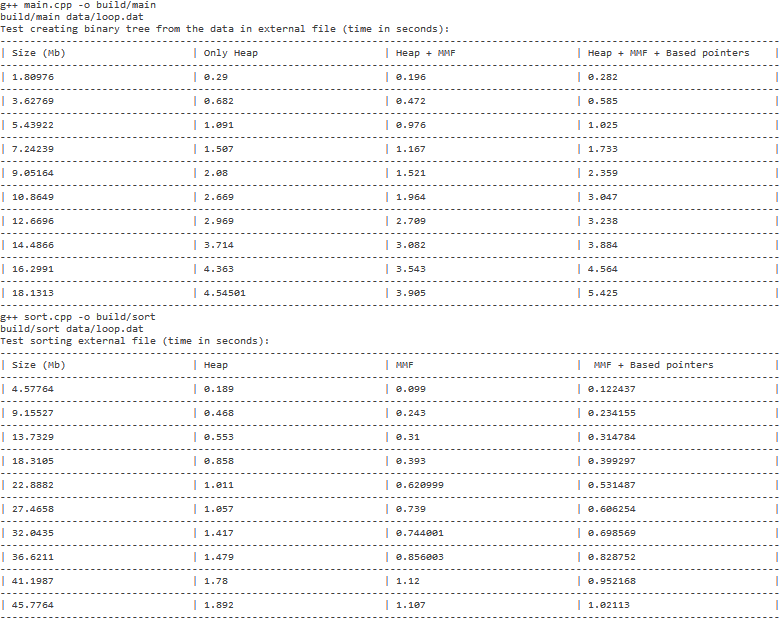 g++ main.cpp -o build/main
build/main data/loop.dat
Test creating binary tree from the data in external file (time in seconds):
| Size (Mb) | Only Heap | Heap + MMF | Heap + MMF + Based pointers |
| 1.80976 | 0.29 | 0.196 | 0.282 |
| 3.62769 | 0.682 | 0.472 | 0.585 |
| 5.43922 | 1.091 | 0.976 | 1.025 |
| 7.24239 | 1.507 | 1.167 | 1.733 |
| 9.05164 | 2.08 | 1.521 | 2.359 |
| 10.8649 | 2.669 | 1.964 | 3.047 |
| 12.6696 | 2.969 | 2.709 | 3.238 |
| 14.4866 | 3.714 | 3.082 | 3.884 |
| 16.2991 | 4.363 | 3.543 | 4.564 |
| 18.1313 | 4.54501 | 3.905 | 5.425 |
g++ sort.cpp -o build/sort
build/sort data/loop.dat
Test sorting external file (time in seconds):
| Size (Mb) | Heap | MMF | MMF + Based pointers |
| 4.57764 | 0.189 | 0.099 | 0.122437 |
| 9.15527 | 0.468 | 0.243 | 0.234155 |
| 13.7329 | 0.553 | 0.31 | 0.314784 |
| 18.3105 | 0.858 | 0.393 | 0.399297 |
| 22.8882 | 1.011 | 0.620999 | 0.531487 |
| 27.4658 | 1.057 | 0.739 | 0.606254 |
| 32.0435 | 1.417 | 0.744001 | 0.698569 |
| 36.6211 | 1.479 | 0.856003 | 0.828752 |
| 41.1987 | 1.78 | 1.12 | 0.952168 |
| 45.7764 | 1.892 | 1.107 | 1.02113 |